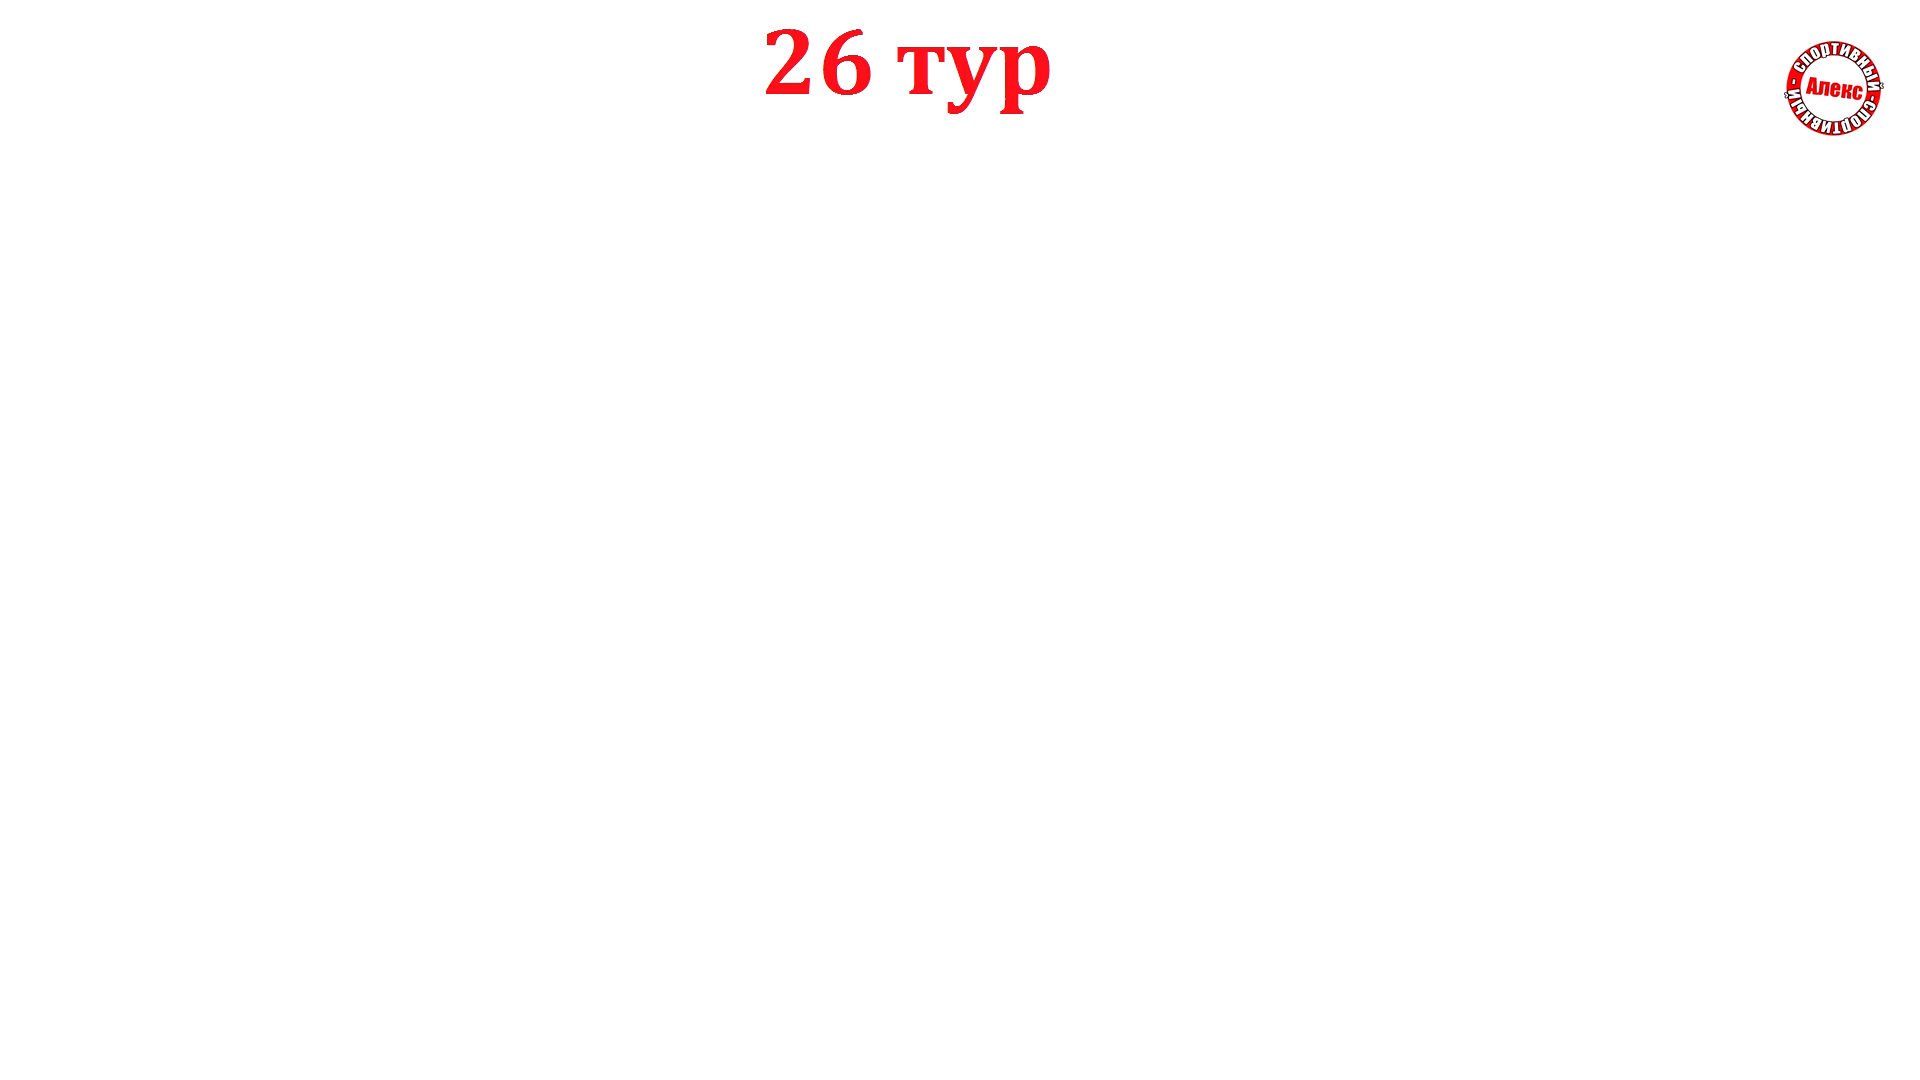 26 тур
- спортивный - спортивный
Алекс